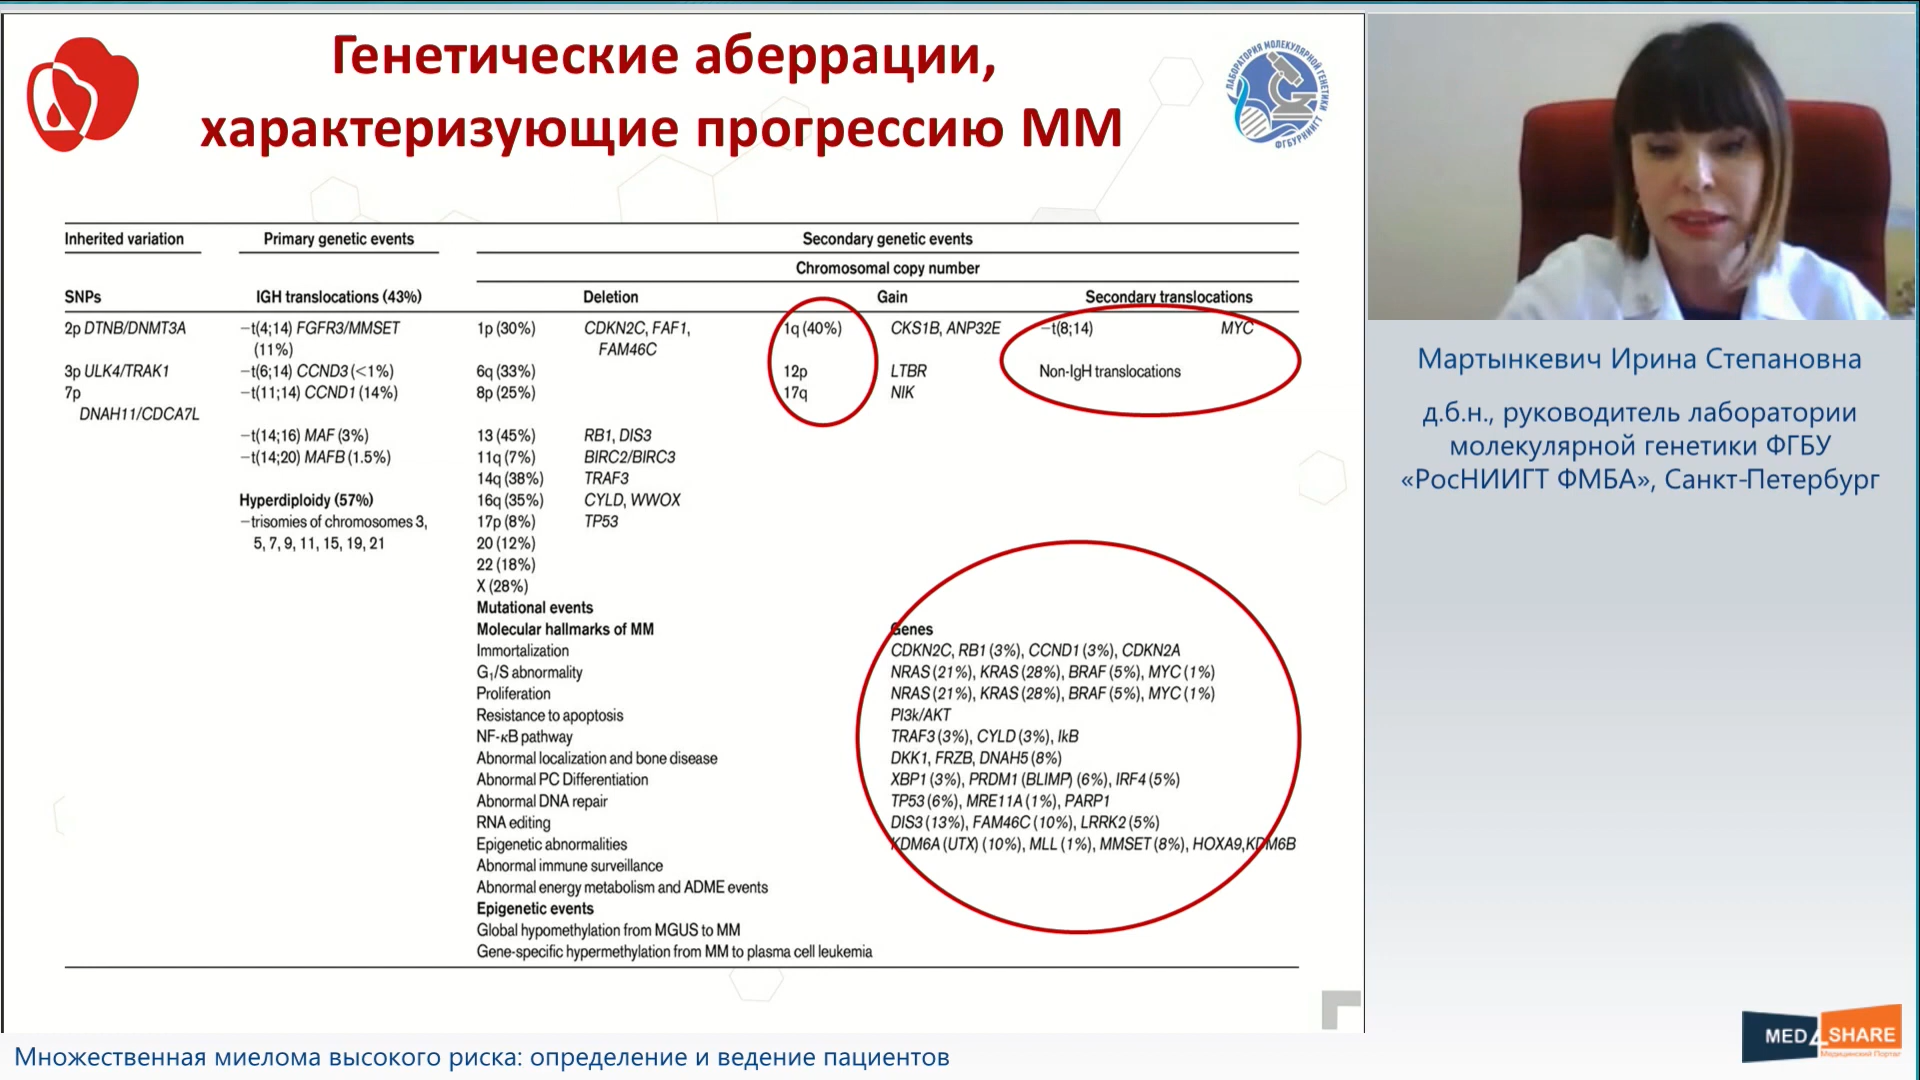 Генетические аберрации,
характеризующие прогрессию ММ
ЛАБОРАТОРИЯ МОЛЕКУЛЯРНОЙ ГЕНЕТИКИ
Inherited variation Primary genetic events Secondary genetic events
Chromosomal copy number
SNPs IGH translocations (43%) Deletion Gain Secondary translocations
2p DTNB/DNMT3A −t(4;14) FGFR3/MMSET 1p (30%) CDKN2C, FAF1, 1q (40%) CKS1B, ANP32E −t(8;14) MYC
(11%) FAM46C
3p ULK4/TRAK1 −t(6;14) CCND3 (<1%) 6q (33%) 12p LTBR Non-IgH translocations
7p −t(11;14) CCND1 (14%) 8p (25%) 17q NIK
DNAH11/CDCA7L
−t(14;16) MAF (3%) 13 (45%) RB1, DIS3
−t(14;20) MAFB (1.5%) 11q (7%) BIRC2/BIRC3
14q (38%) TRAF3
Hyperdiploidy (57%) 16q (35%) CYLD, WWOX
−trisomies of chromosomes 3, 17p (8%) TP53
5, 7, 9, 11, 15, 19, 21 20 (12%)
22 (18%)
X (28%)
Mutational events
Molecular hallmarks of MM Genes
Immortalization CDKN2C, RB1 (3%), CCND1 (3%), CDKN2A
G1/S abnormality NRAS (21%), KRAS (28%), BRAF (5%), MYC (1%)
Proliferation NRAS (21%), KRAS (28%), BRAF (5%), MYC (1%)
Resistance to apoptosis PI3k/AKT
NF-κB pathway TRAF3 (3%), CYLD (3%), IkB
Abnormal localization and bone disease DKK1, FRZB, DNAH5 (8%)
Abnormal PC Differentiation XBP1 (3%), PRDM1 (BLIMP) (6%), IRF4 (5%)
Abnormal DNA repair TP53 (6%), MRE11A (1%), PARP1
RNA editing DIS3 (13%), FAM46C (10%), LRRK2 (5%)
Epigenetic abnormalities KDM6A (UTX) (10%), MLL (1%), MMSET (8%), HOXA9,KDM6B
Abnormal immune surveillance
Abnormal energy metabolism and ADME events
Epigenetic events
Global hypomethylation from MGUS to MM
Gene-specific hypermethylation from MM to plasma cell leukemia
Мартынкевич Ирина Степановна
д.б.н., руководитель лаборатории
молекулярной генетики ФГБУ
«РосНИИГТ ФМБА», Санкт-Петербург
MED4SHARE
Медицинский Портал
Множественная миелома высокого риска: определение и ведение пациентов